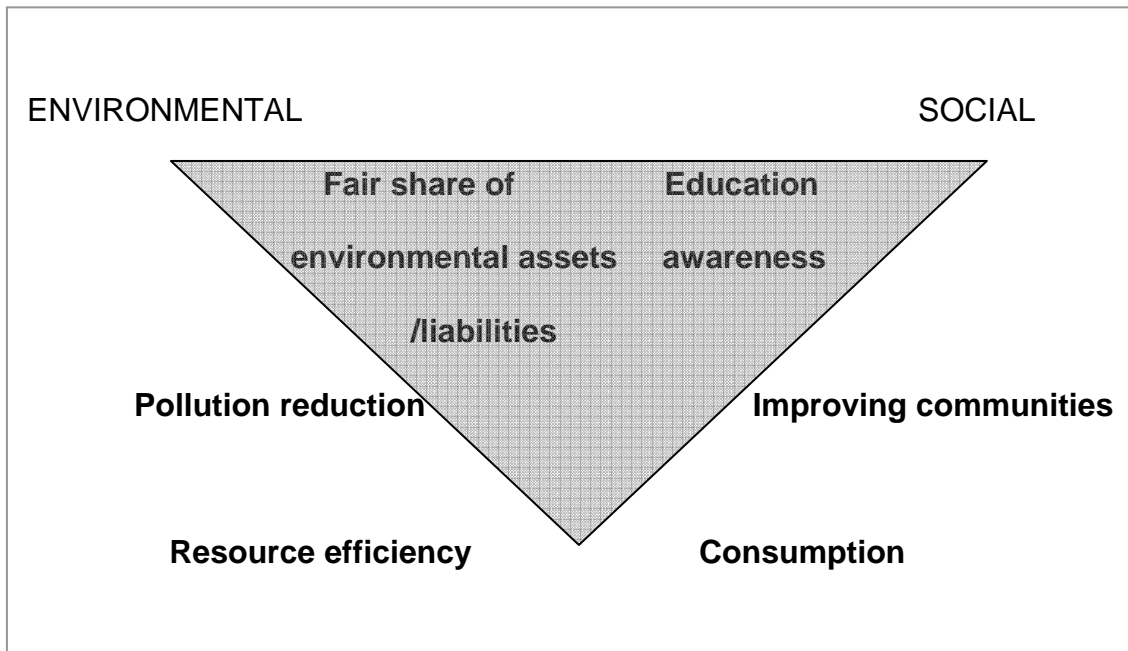 ENVIRONMENTAL SOCIAL
Fair share of Education
environmental assets awareness
/liabilities
Pollution reduction Improving communities
Resource efficiency Consumption